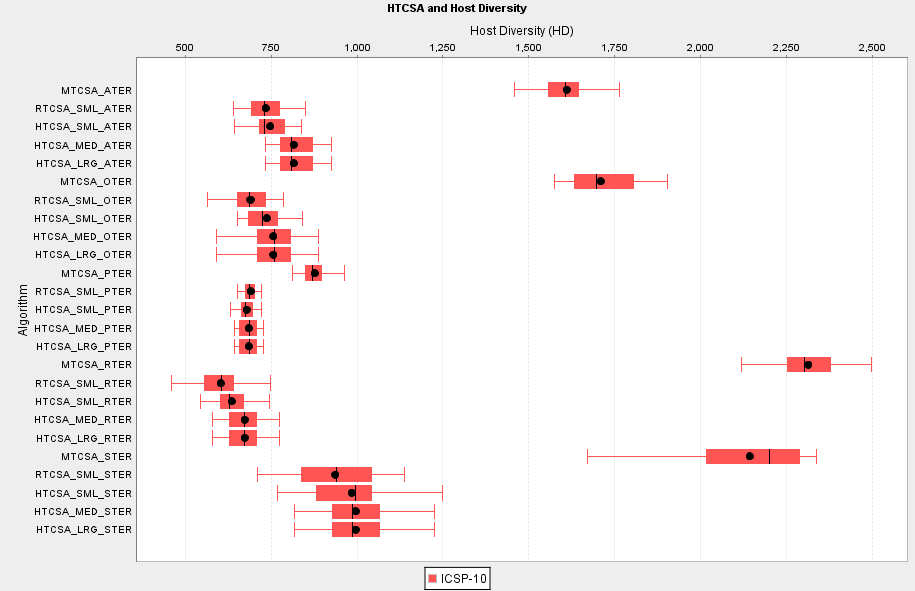 HTCSA and Host Diversity
Host Diversity (HD)
500 750 1,000 1,250 1,500 1,750 2,000 2,250 2,500
Algorithm
MTCSA_ATER
RTCSA_SML_ATER
HTCSA_SML_ATER
HTCSA_MED_ATER
HTCSA_LRG_ATER
MTCSA_OTER
RTCSA_SML_OTER
HTCSA_SML_OTER
HTCSA_MED_OTER
HTCSA_LRG_OTER
MTCSA_PTER
RTCSA_SML_PTER
HTCSA_SML_PTER
HTCSA_MED_PTER
HTCSA_LRG_PTER
MTCSA_RTER
RTCSA_SML_RTER
HTCSA_SML_RTER
HTCSA_MED_RTER
HTCSA_LRG_RTER
MTCSA_STER
RTCSA_SML_STER
HTCSA_SML_STER
HTCSA_MED_STER
HTCSA_LRG_STER
ICSP-10